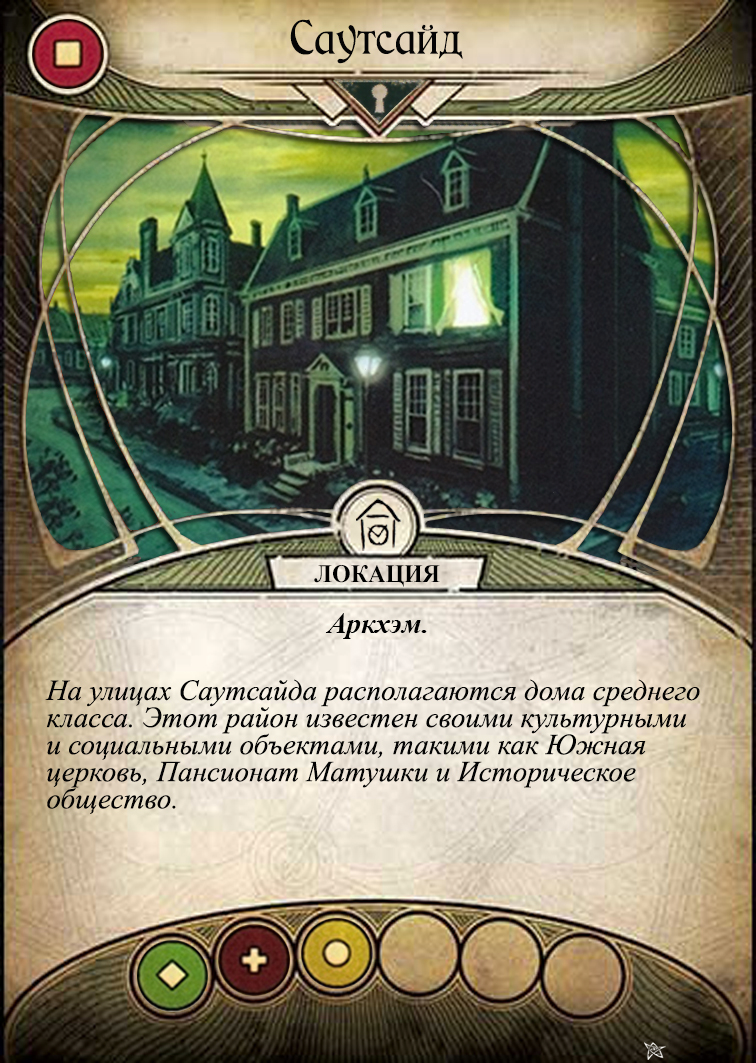 Саутсайд
ЛОКАЦИЯ
Аркхэм.
На улицах Саутсайда располагаются дома среднего
класса. Этот район известен своими культурными
и социальными объектами, такими как Южная
церковь, Пансионат Матушки и Историческое
общество.